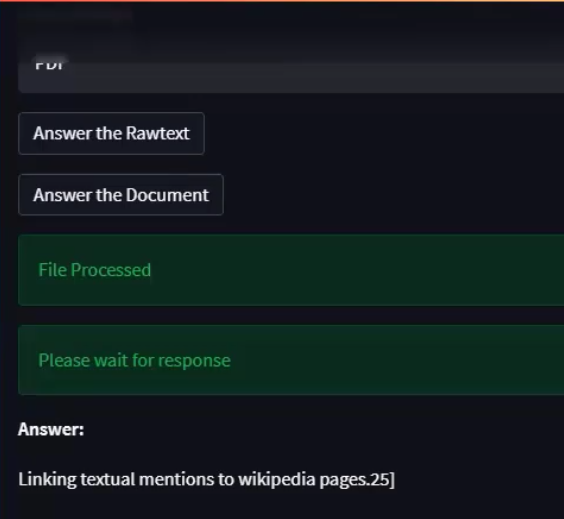 PDF
Answer the Rawtext
Answer the Document
File Processed
Please wait for response
Answer:
Linking textual mentions to wikipedia pages.25]